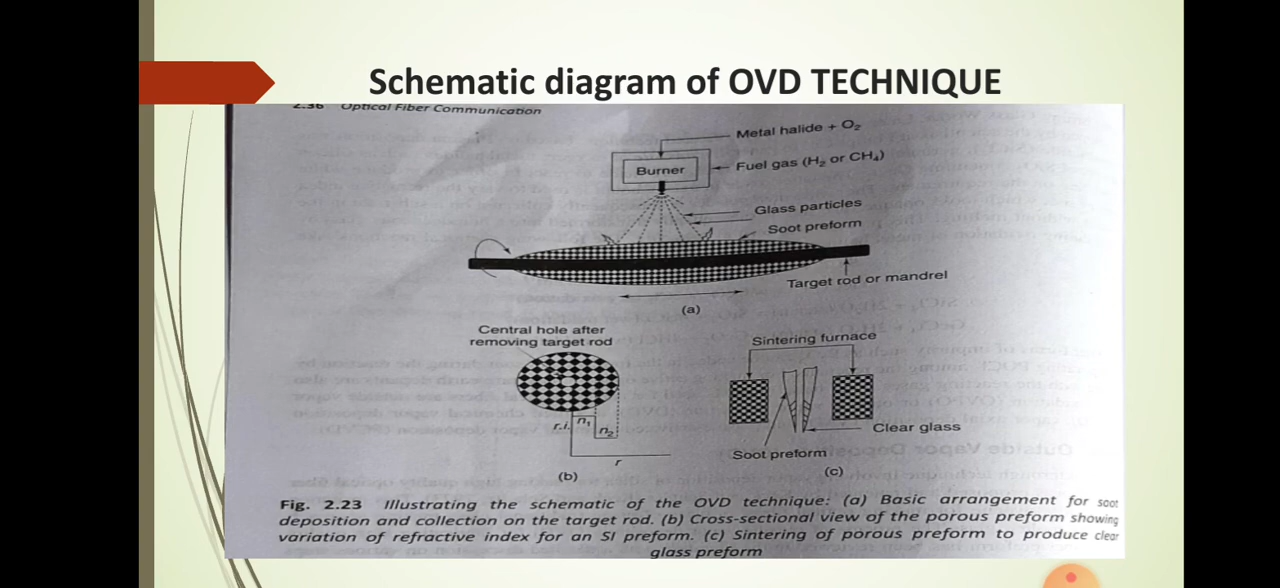 Schematic diagram of OVD TECHNIQUE
2.36 Optical Fiber Communication
Metal halide + O₂
Burner
Fuel gas (H₂ or CH₄)
Glass particles
Soot preform
Target rod or mandrel
(a)
Central hole after
removing target rod
r.i.
n₁
n₂
r
(b)
Sintering furnace
Clear glass
Soot preform
(c)
Fig. 2.23 Illustrating the schematic of the OVD technique: (a) Basic arrangement for soot
deposition and collection on the target rod. (b) Cross-sectional view of the porous preform showing
variation of refractive index for an SI preform. (c) Sintering of porous preform to produce clear
glass preform